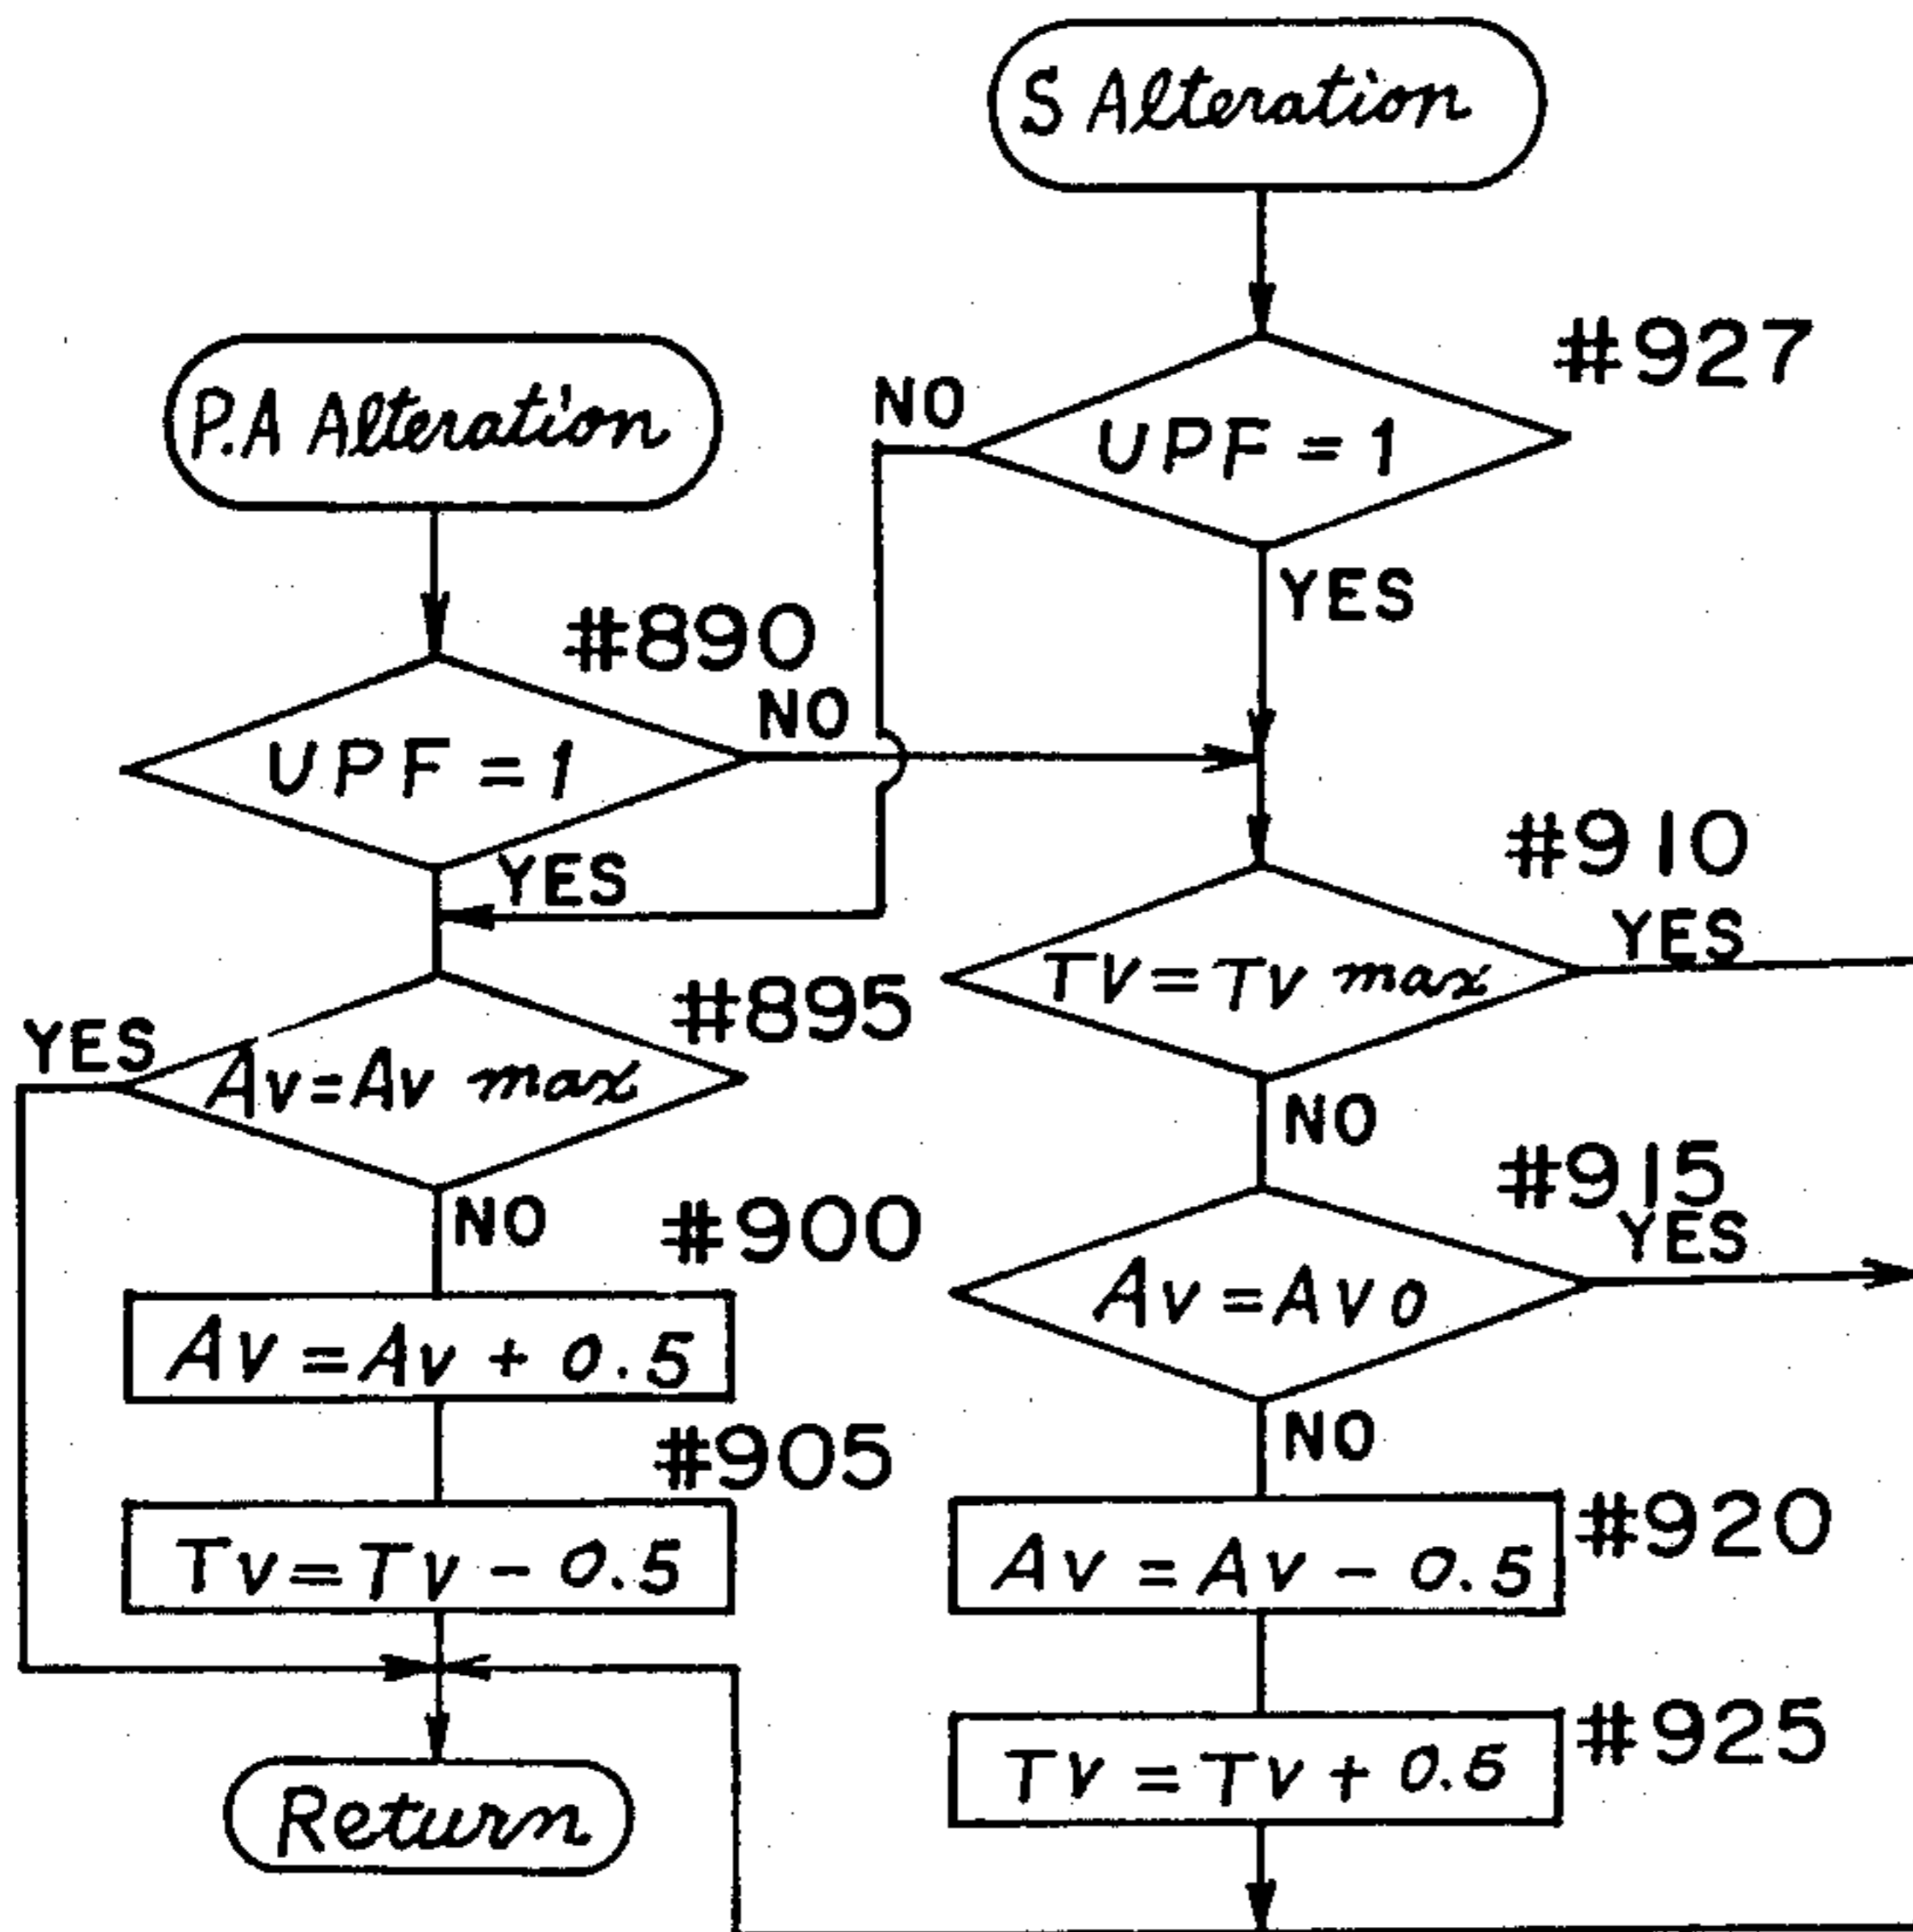 S Alteration
#927
NO
UPF = 1
YES
P.A Alteration
#890
NO
UPF = 1
YES
#910
YES
TV = TV max
NO
#895
YES
AV = AV max
NO
#915
YES
AV = AVO
NO
#900
AV = AV + 0.5
#905
TV = TV - 0.5
#920
AV = AV - 0.5
#925
TV = TV + 0.5
Return